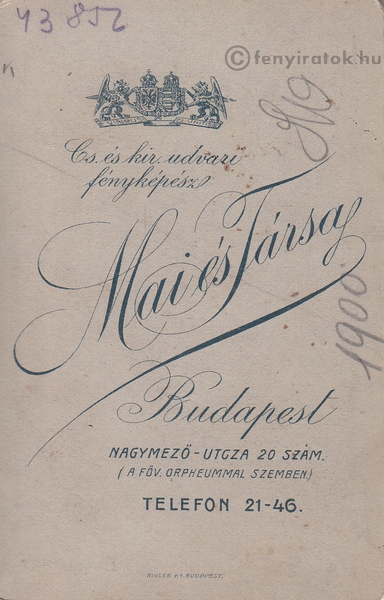 43852
©fenyiratok.hu
N9
Cs. és kir. udvari
fényképész
Mai és Társa
1900
Budapest
NAGYMEZŐ-UTCZA 20 SZÁM.
(A FŐV. ORPHEUMMAL SZEMBEN.)
TELEFON 21-46.